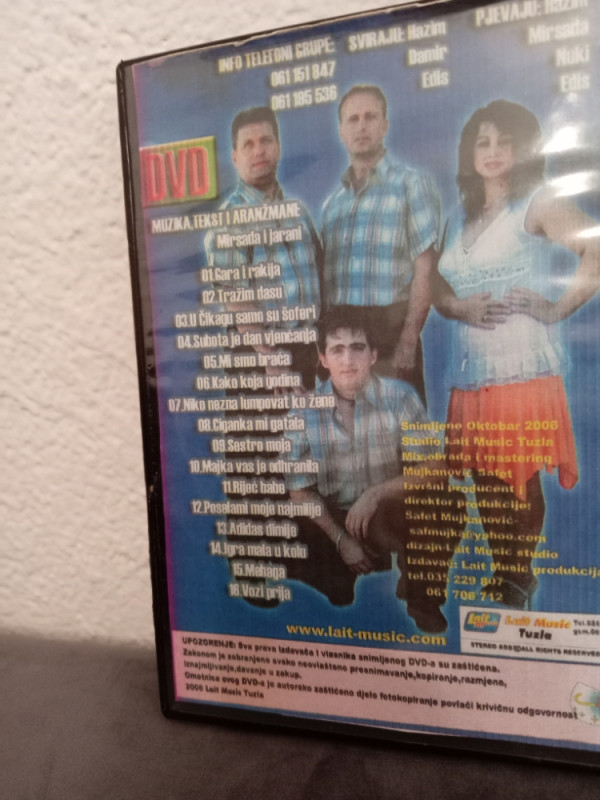 INFO TELEFONI GRUPE:
061 151 847
061 195 536
SVIRAJU: Hazim
Damir
Edis
PJEVAJU: Hazim
Mirsada
Nuki
Edis
DVD
MUZIKA,TEKST I ARANŽMANI:
Mirsada i jarani
01.Gara i rakija
02.Tražim dasu
03.U Čikagu samo su šoferi
04.Subota je dan vjenčanja
05.Mi smo braća
06.Kako koja godina
07.Niko nezna lumpovat ko žene
08.Ciganka mi gatala
09.Sestro moja
10.Majka vas je odhranila
11.Riječ babe
12.Poselami moje najmilije
13.Adidas dimije
14.Igra mala u kolu
15.Mahaga
16.Vozi prija
Snimljeno Oktobar 2006
Studio Lait Music Tuzla
Mix,obrada i mastering
Mujkanović Safet
Izvršni producent i
direktor produkcije:
Safet Mujkanović-
safmujka@yahoo.com
dizajn-Lait Music studio
Izdavač: Lait Music produkcija
tel.035 229 807
061 706 712
www.lait-music.com
Lait Music
Tuzla
STEREO ALL RIGHTS RESERVED
UPOZORENJE: Sva prava izdavača i vlasnika snimljenog DVD-a su zaštićena.
Zakonom je zabranjeno svako neovlašteno presnimavanje,kopiranje,razmjena,
iznajmljivanje,davanje u zakup.
Omotnica ovog DVD-a je autorsko zaštićeno djelo fotokopiranje povlači krivičnu odgovornost
2006 Lait Music Tuzla